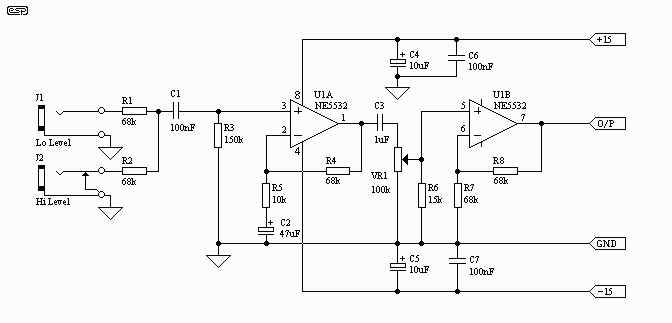 esp
+15
C4
10uF
C6
100nF
J1
R1
68k
C1
100nF
8
U1A
NE5532
3
+
2
-
1
4
C3
1uF
U1B
NE5532
5
+
6
-
7
O/P
Lo Level
J2
R2
68k
Hi Level
R3
150k
R4
68k
R5
10k
C2
47uF
+
VR1
100k
R6
15k
R8
68k
R7
68k
GND
+
C5
10uF
C7
100nF
-15